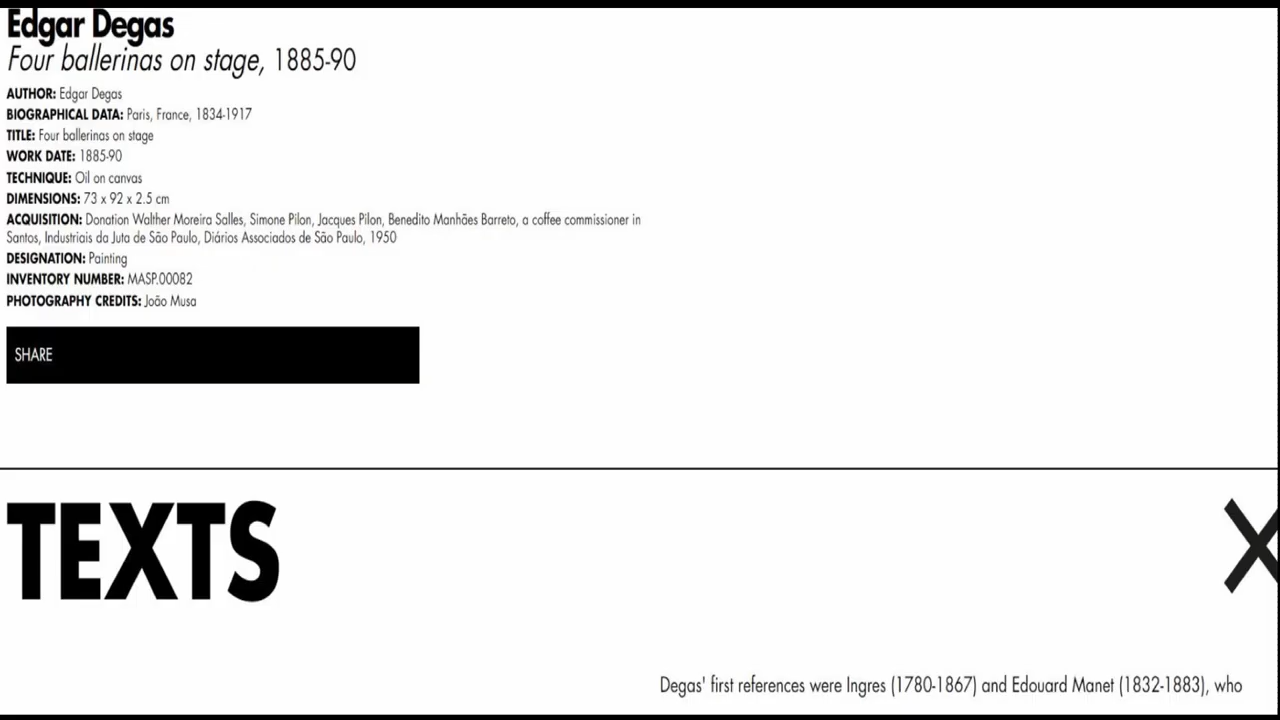 Edgar Degas
Four ballerinas on stage, 1885-90
AUTHOR: Edgar Degas
BIOGRAPHICAL DATA: Paris, France, 1834-1917
TITLE: Four ballerinas on stage
WORK DATE: 1885-90
TECHNIQUE: Oil on canvas
DIMENSIONS: 73 x 92 x 2.5 cm
ACQUISITION: Donation Walther Moreira Salles, Simone Pilon, Jacques Pilon, Benedito Manhães Barreto, a coffee commissioner in
Santos, Industriais da Juta de São Paulo, Diários Associados de São Paulo, 1950
DESIGNATION: Painting
INVENTORY NUMBER: MASP.00082
PHOTOGRAPHY CREDITS: João Musa
SHARE
TEXTS
Degas' first references were Ingres (1780-1867) and Edouard Manet (1832-1883), who